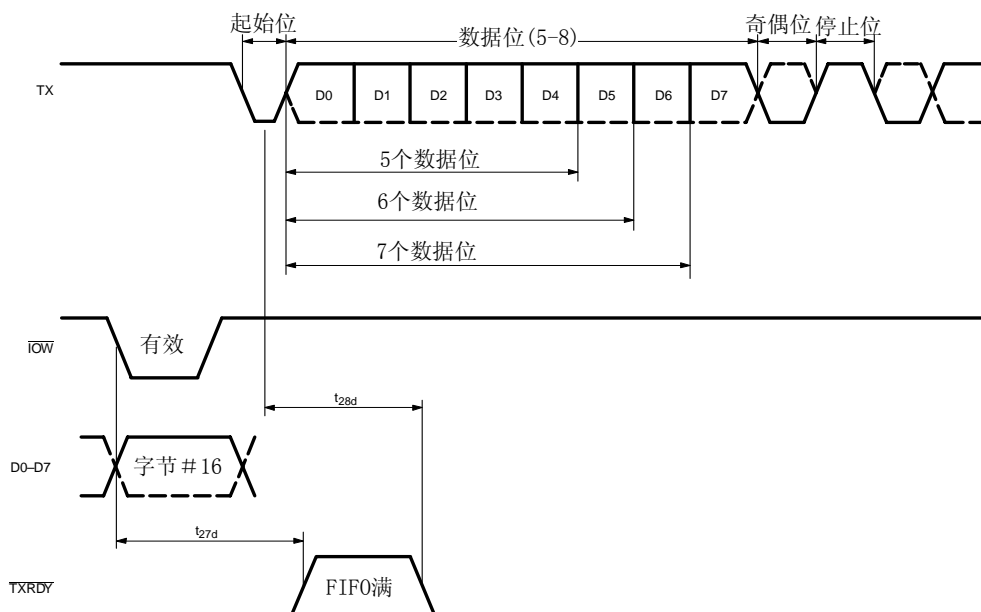 起始位
数据位(5-8)
奇偶位
停止位
TX
D0 D1 D2 D3 D4 D5 D6 D7
5个数据位
6个数据位
7个数据位
IOW
有效
t28d
D0–D7
字节＃16
t27d
TXRDY
FIFO满